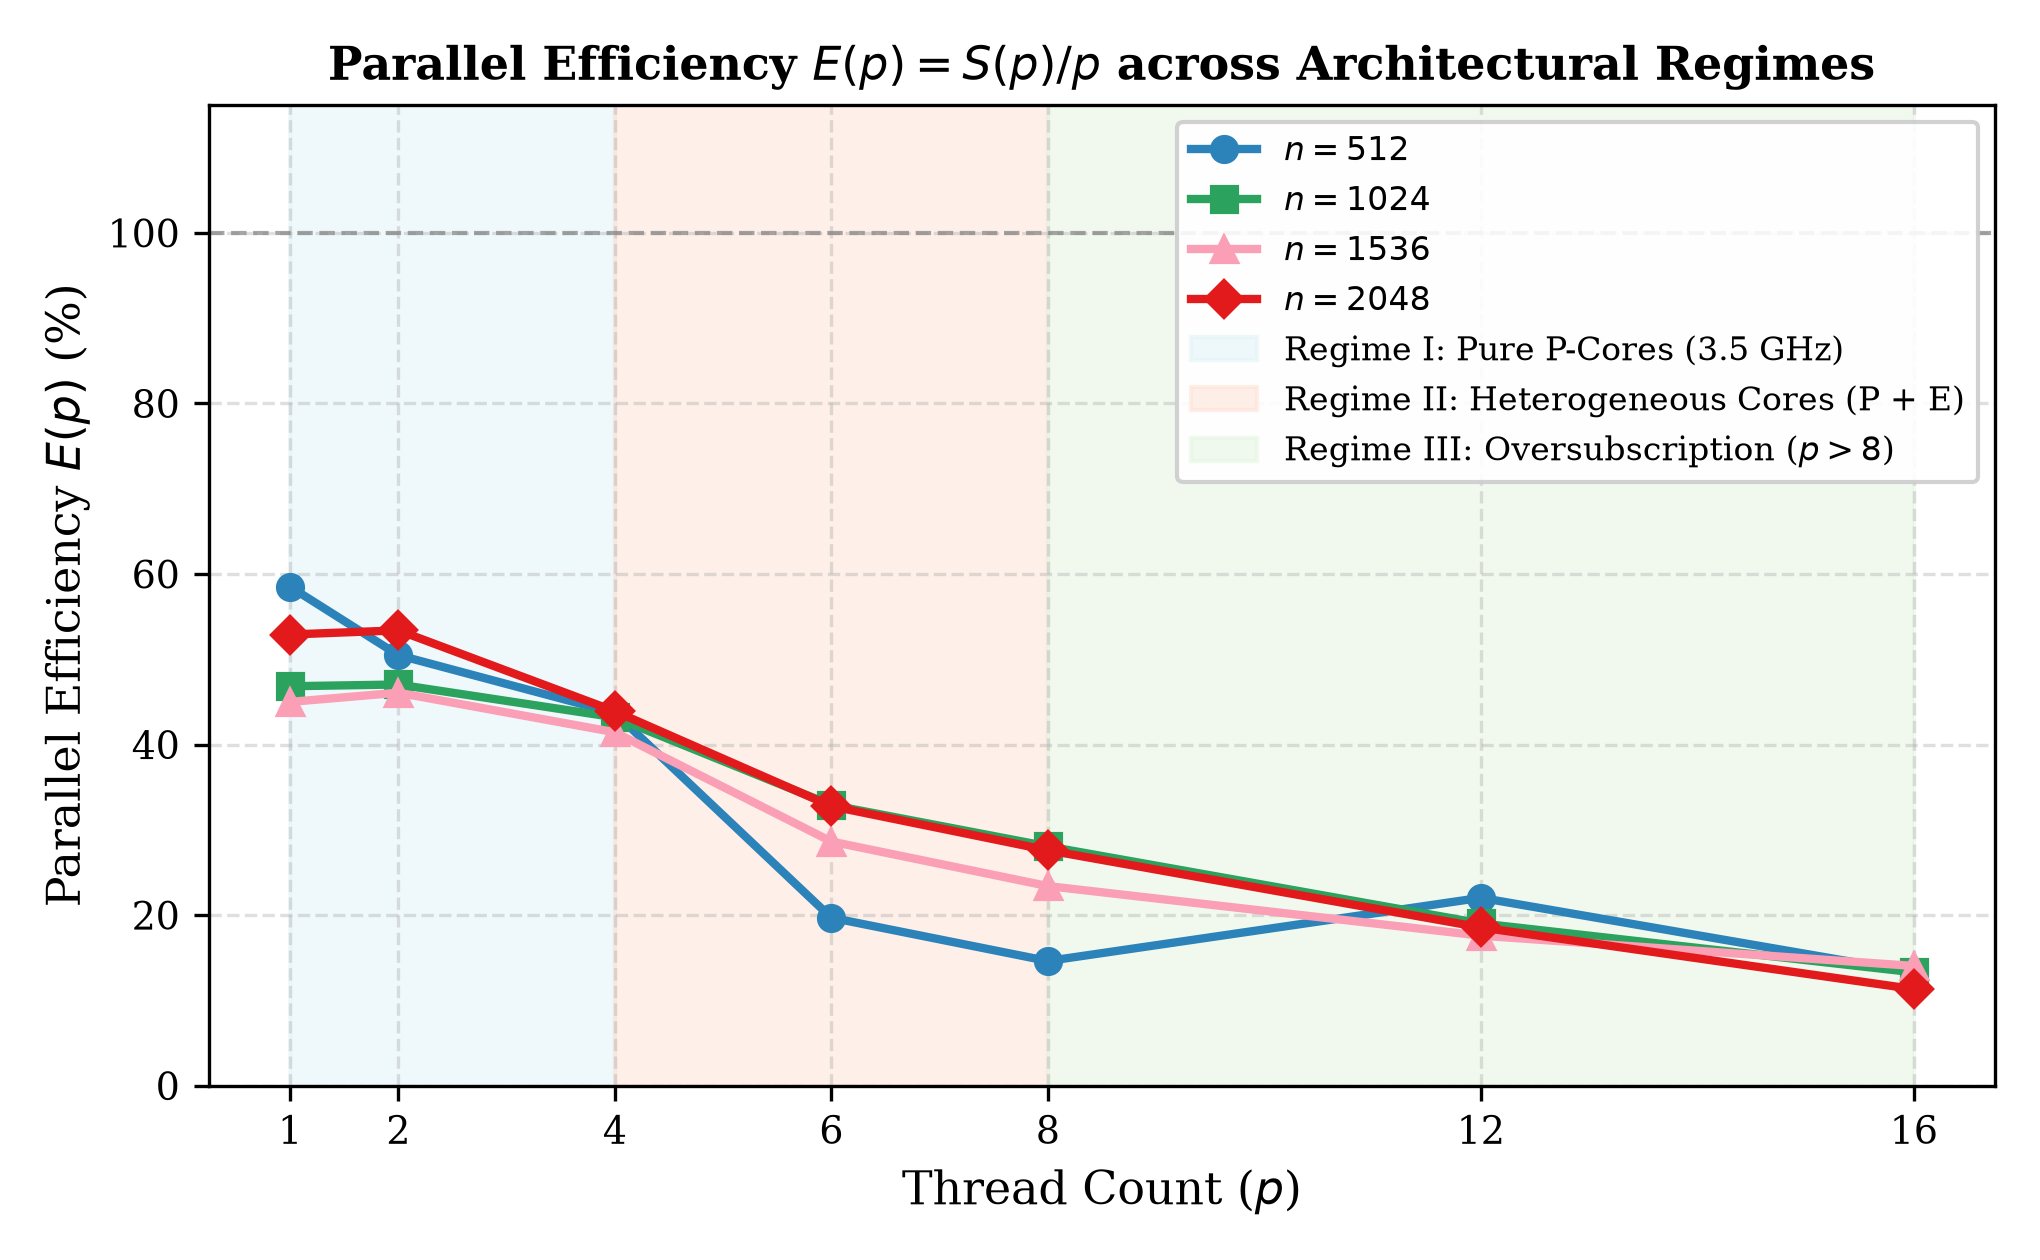 Parallel Efficiency E(p) = S(p)/p across Architectural Regimes
n = 512
n = 1024
n = 1536
n = 2048
Regime I: Pure P-Cores (3.5 GHz)
Regime II: Heterogeneous Cores (P + E)
Regime III: Oversubscription (p > 8)
Parallel Efficiency E(p) (%)
100
80
60
40
20
0
1 2 4 6 8 12 16
Thread Count (p)